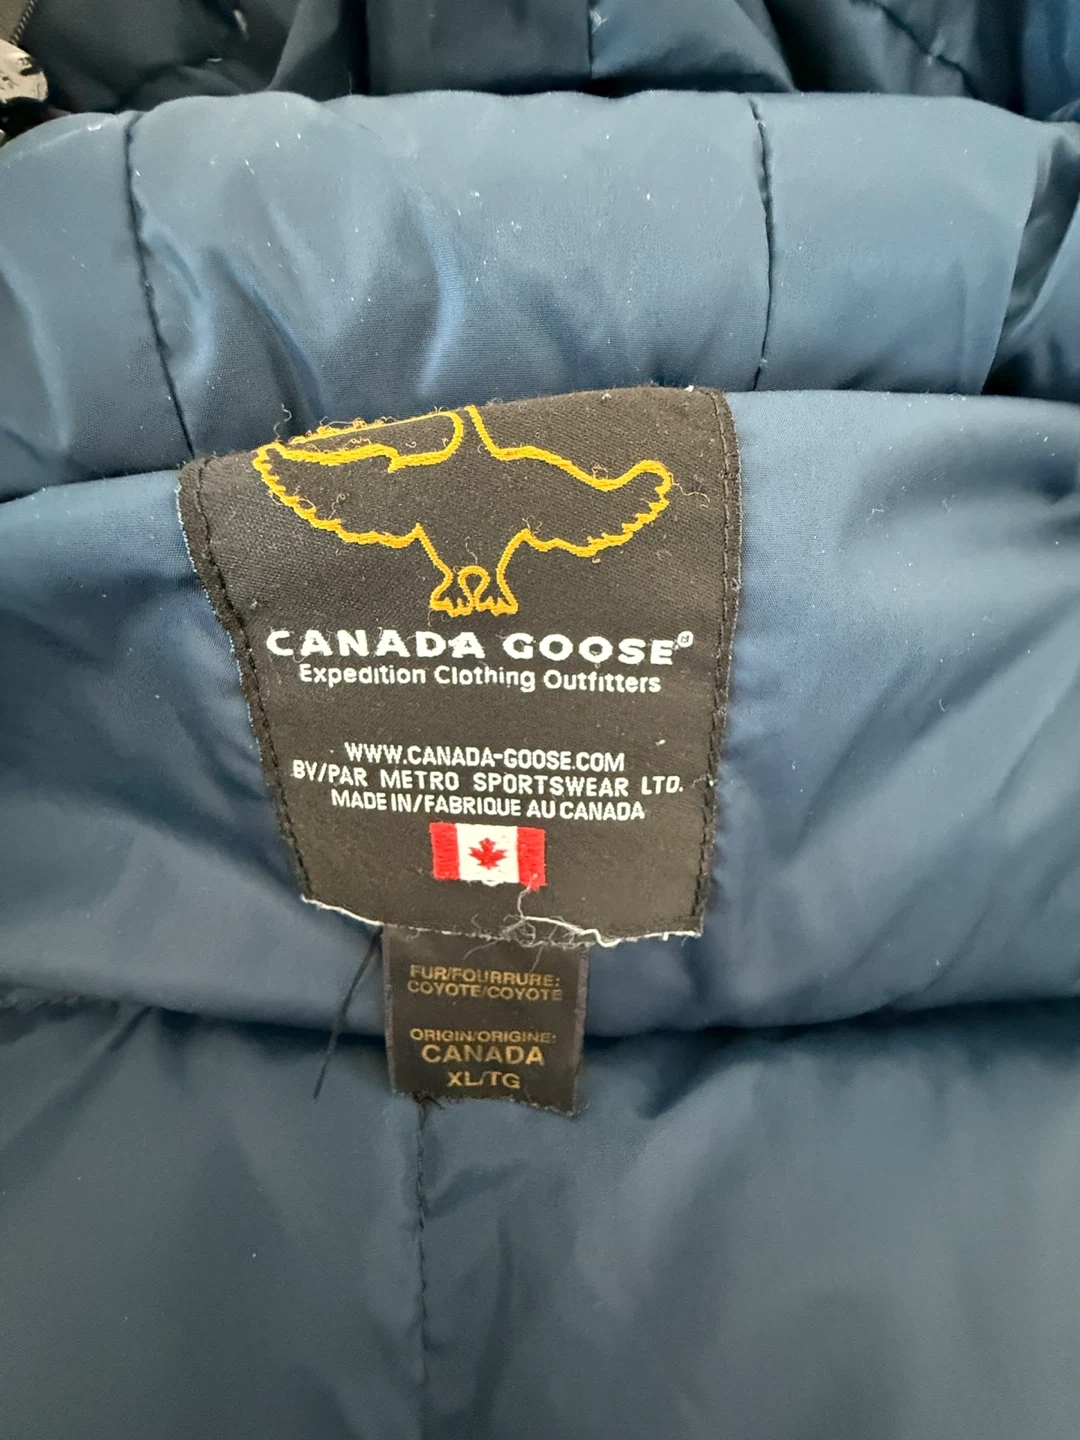 CANADA GOOSE®
Expedition Clothing Outfitters
WWW.CANADA-GOOSE.COM
BY/PAR METRO SPORTSWEAR LTD.
MADE IN/FABRIQUE AU CANADA
FUR/FOURRURE:
COYOTE/COYOTE
ORIGIN/ORIGINE:
CANADA
XL/TG